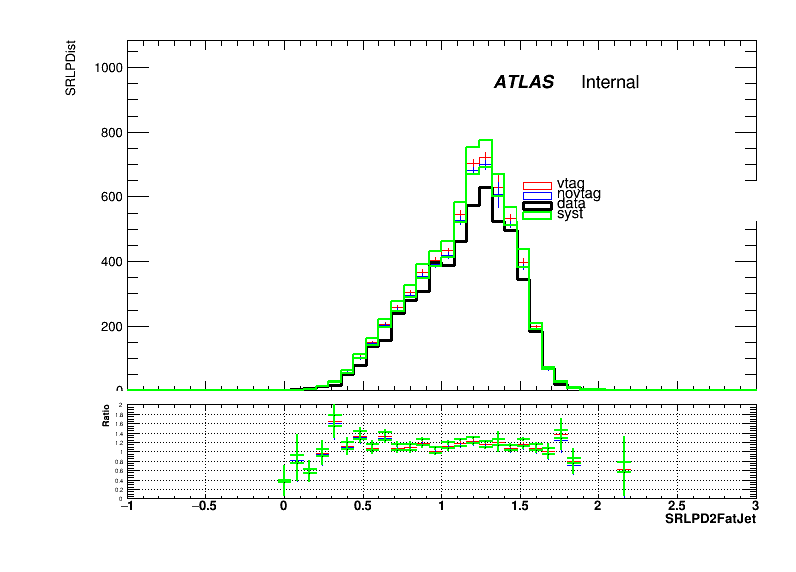 SRLPDist
1000
800
600
400
200
0
ATLAS Internal
vtag
novtag
data
syst
Ratio
2
1.8
1.6
1.4
1.2
1
0.8
0.6
0.4
0.2
0
−1 −0.5 0 0.5 1 1.5 2 2.5 3
SRLPD2FatJet